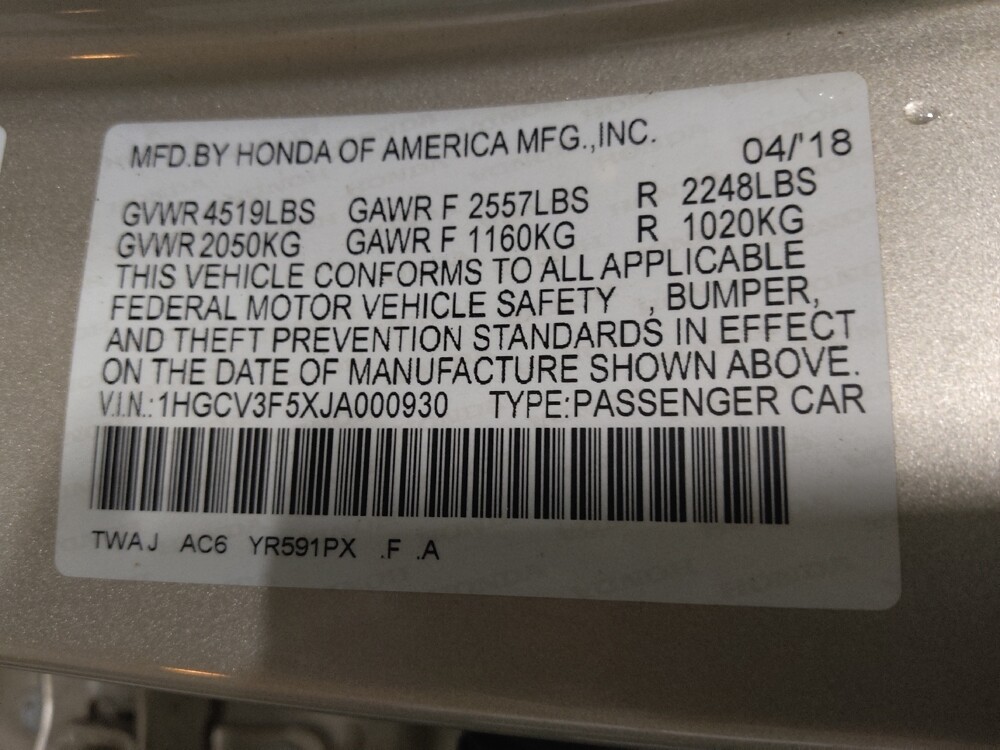 MFD.BY HONDA OF AMERICA MFG.,INC. 04/'18
GVWR 4519LBS GAWR F 2557LBS R 2248LBS
GVWR 2050KG GAWR F 1160KG R 1020KG
THIS VEHICLE CONFORMS TO ALL APPLICABLE
FEDERAL MOTOR VEHICLE SAFETY , BUMPER,
AND THEFT PREVENTION STANDARDS IN EFFECT
ON THE DATE OF MANUFACTURE SHOWN ABOVE.
V.I.N.:1HGCV3F5XJA000930 TYPE:PASSENGER CAR
TWAJ AC6 YR591PX .F .A